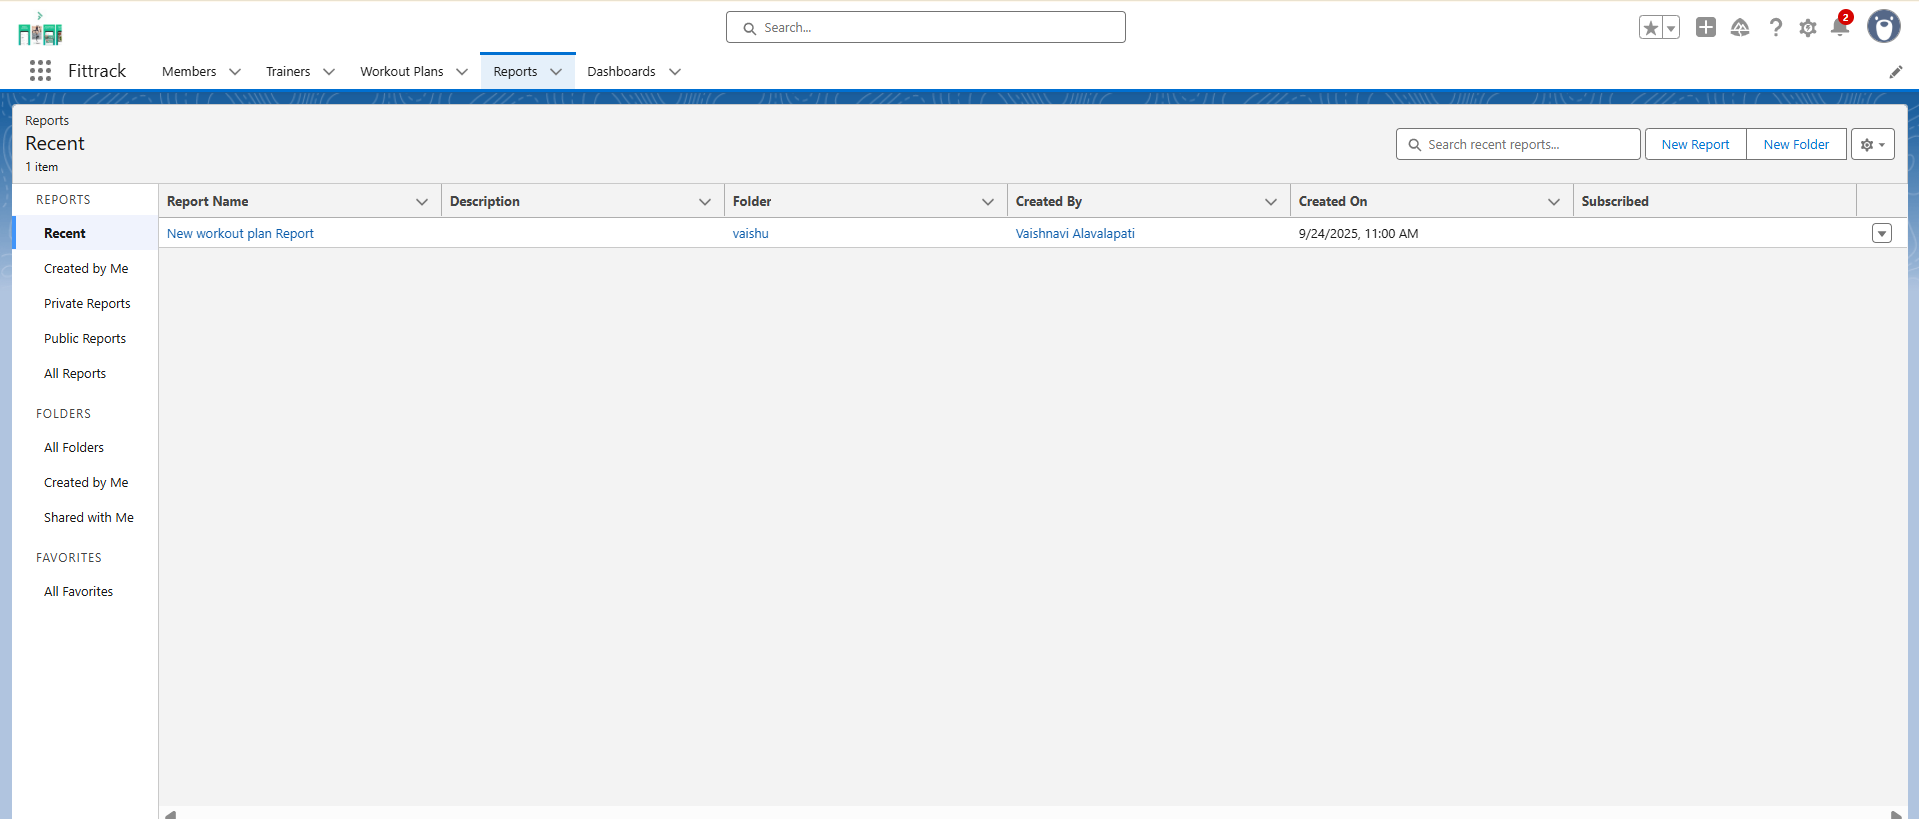 Search...
2
Fittrack
Members
Trainers
Workout Plans
Reports
Dashboards
Reports
Recent
1 item
Search recent reports...
New Report
New Folder
REPORTS
Recent
Created by Me
Private Reports
Public Reports
All Reports
FOLDERS
All Folders
Created by Me
Shared with Me
FAVORITES
All Favorites
Report Name Description Folder Created By Created On Subscribed
New workout plan Report vaishu Vaishnavi Alavalapati 9/24/2025, 11:00 AM